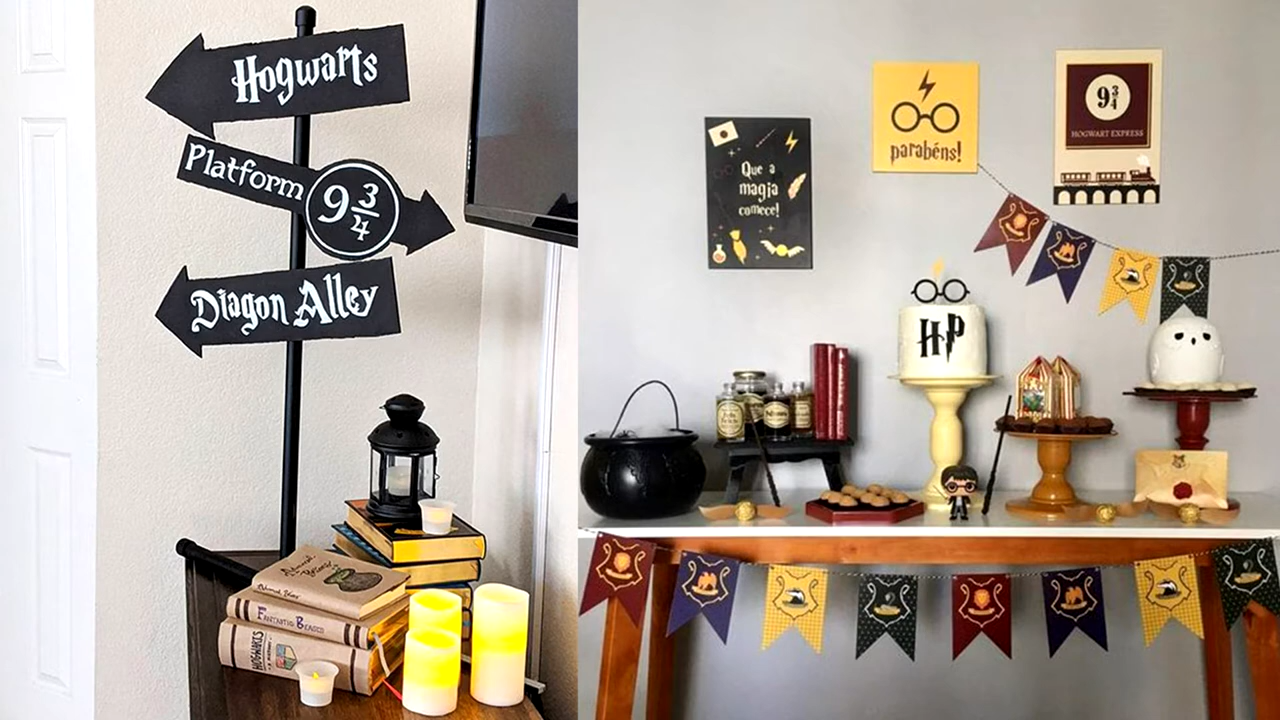 Hogwarts
Platform 9 3/4
Diagon Alley
FANTASTIC BEASTS
HOGWARTS
Que a
magia
comece!
parabéns!
9 3/4
HOGWART EXPRESS
HP